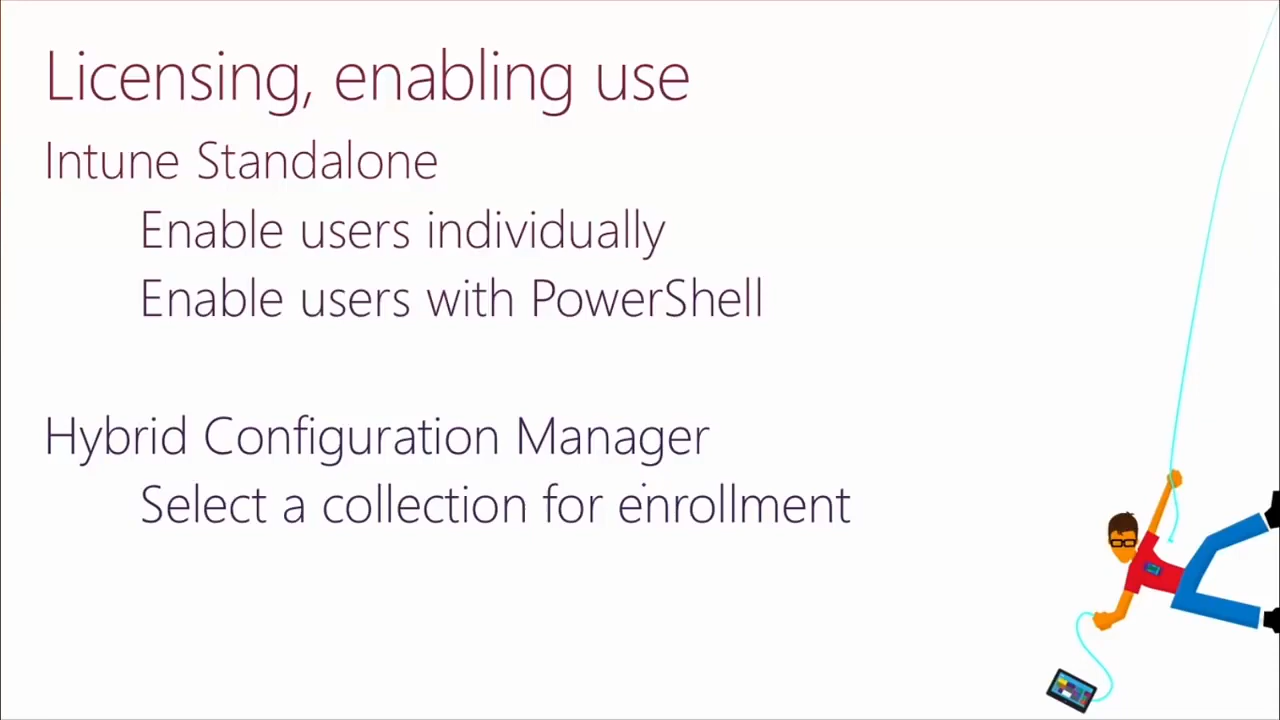 Licensing, enabling use
Intune Standalone
Enable users individually
Enable users with PowerShell
Hybrid Configuration Manager
Select a collection for enrollment